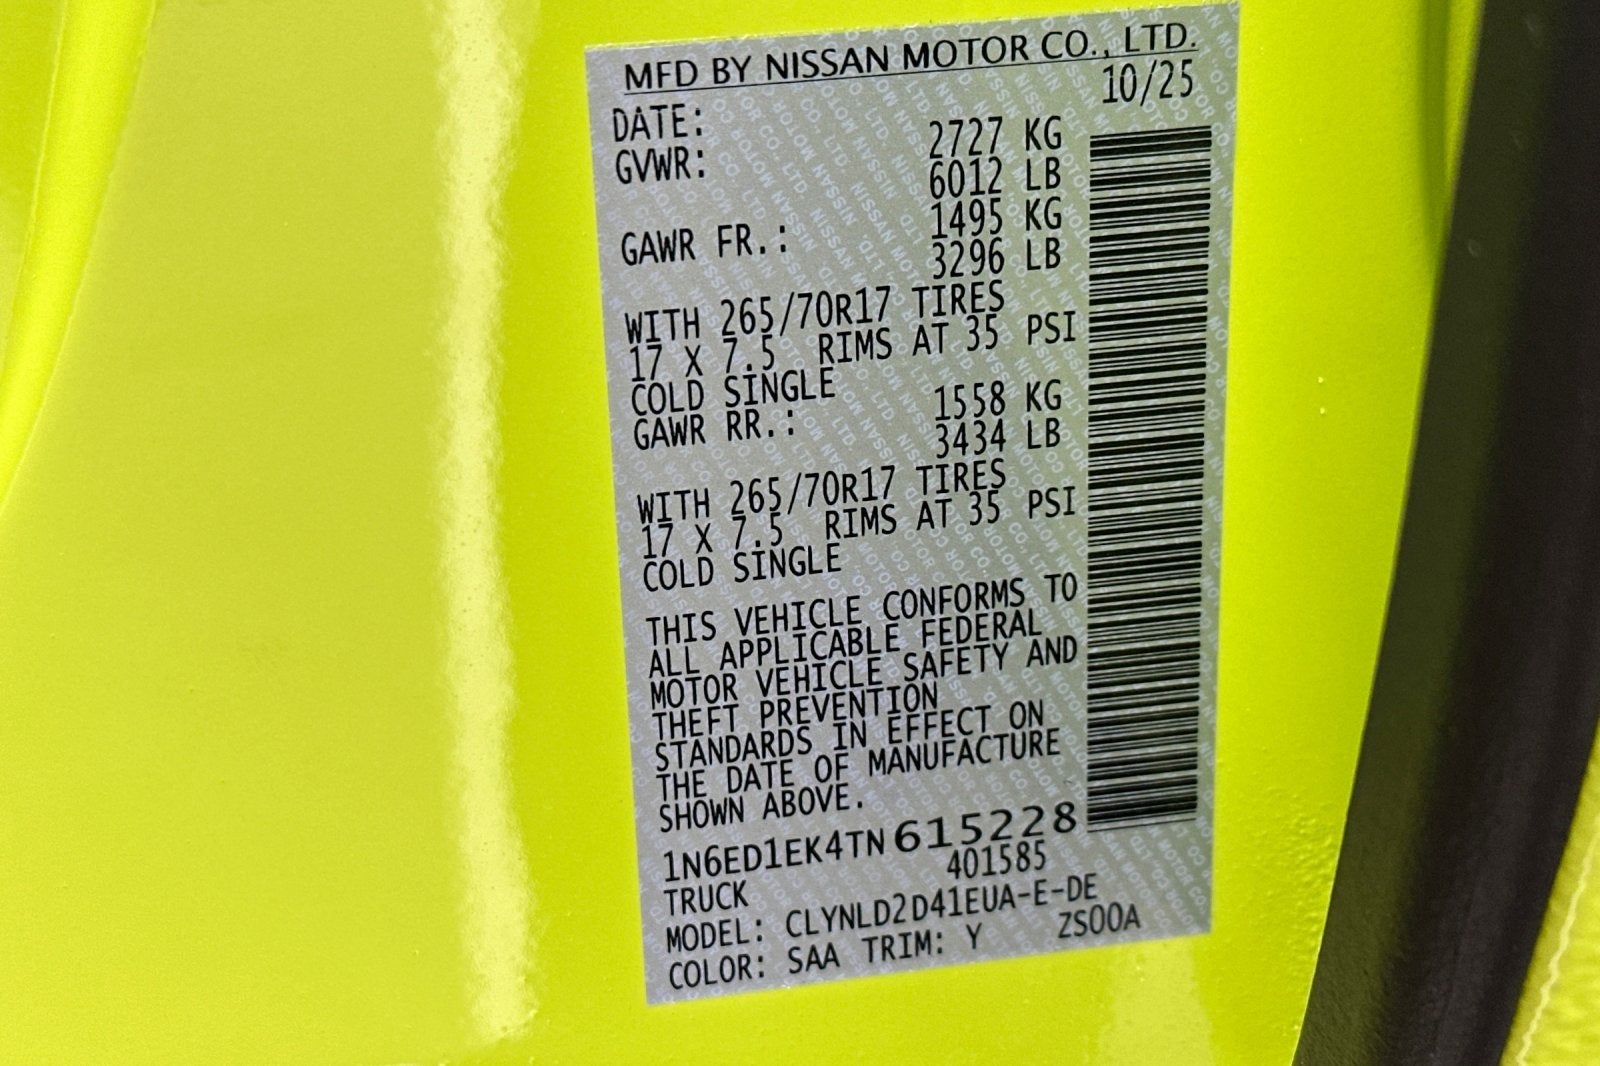 MFD BY NISSAN MOTOR CO., LTD.
DATE: 10/25
GVWR: 2727 KG
6012 LB
GAWR FR.: 1495 KG
3296 LB
WITH 265/70R17 TIRES
17 X 7.5 RIMS AT 35 PSI
COLD SINGLE
GAWR RR.: 1558 KG
3434 LB
WITH 265/70R17 TIRES
17 X 7.5 RIMS AT 35 PSI
COLD SINGLE
THIS VEHICLE CONFORMS TO
ALL APPLICABLE FEDERAL
MOTOR VEHICLE SAFETY AND
THEFT PREVENTION
STANDARDS IN EFFECT ON
THE DATE OF MANUFACTURE
SHOWN ABOVE.
1N6ED1EK4TN615228
TRUCK 401585
MODEL: CLYNLD2D41EUA-E-DE
COLOR: SAA TRIM: Y ZS00A